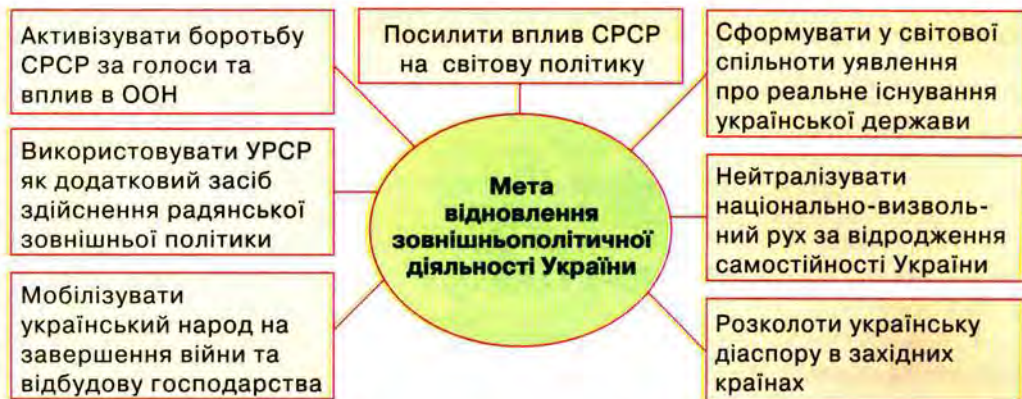 Активізувати боротьбу
СРСР за голоси та
вплив в ООН
Посилити вплив СРСР
на світову політику
Сформувати у світової
спільноти уявлення
про реальне існування
української держави
Використовувати УРСР
як додатковий засіб
здійснення радянської
зовнішньої політики
Мета
відновлення
зовнішньополітичної
діяльності України
Нейтралізувати
національно-визволь-
ний рух за відродження
самостійності України
Мобілізувати
український народ на
завершення війни та
відбудову господарства
Розколоти українську
діаспору в західних
країнах